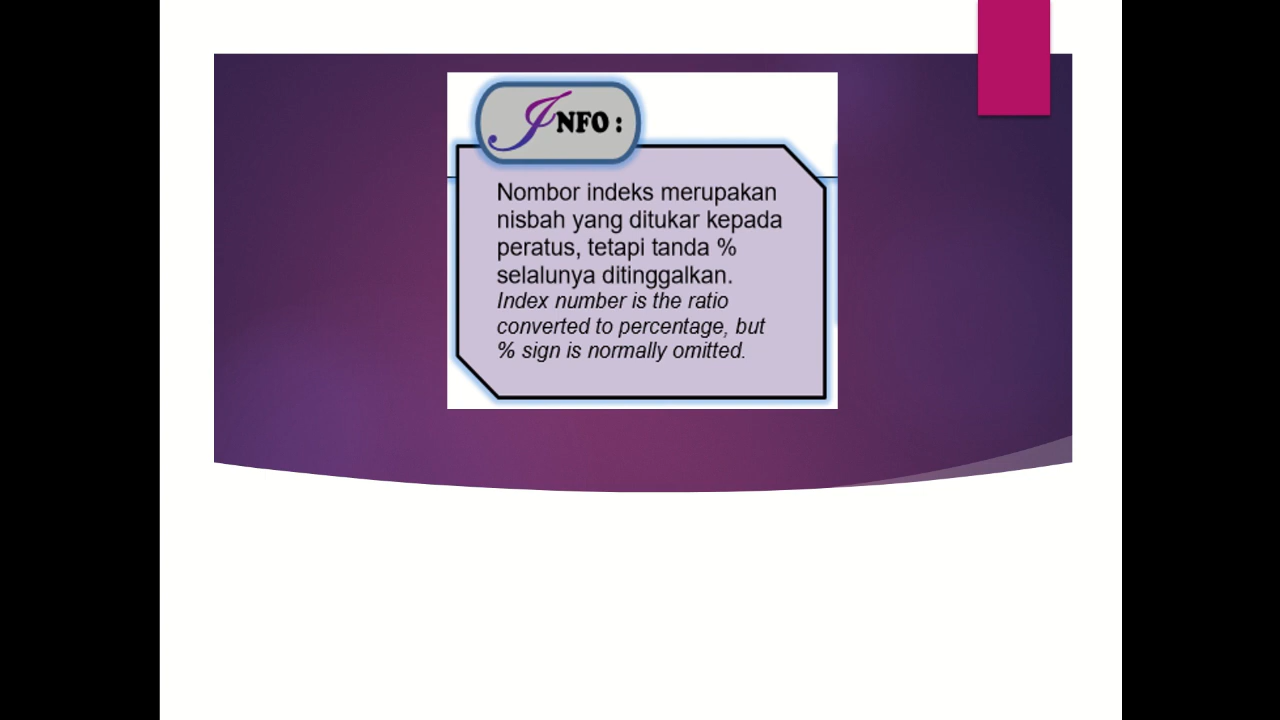 INFO :
Nombor indeks merupakan
nisbah yang ditukar kepada
peratus, tetapi tanda %
selalunya ditinggalkan.
Index number is the ratio
converted to percentage, but
% sign is normally omitted.